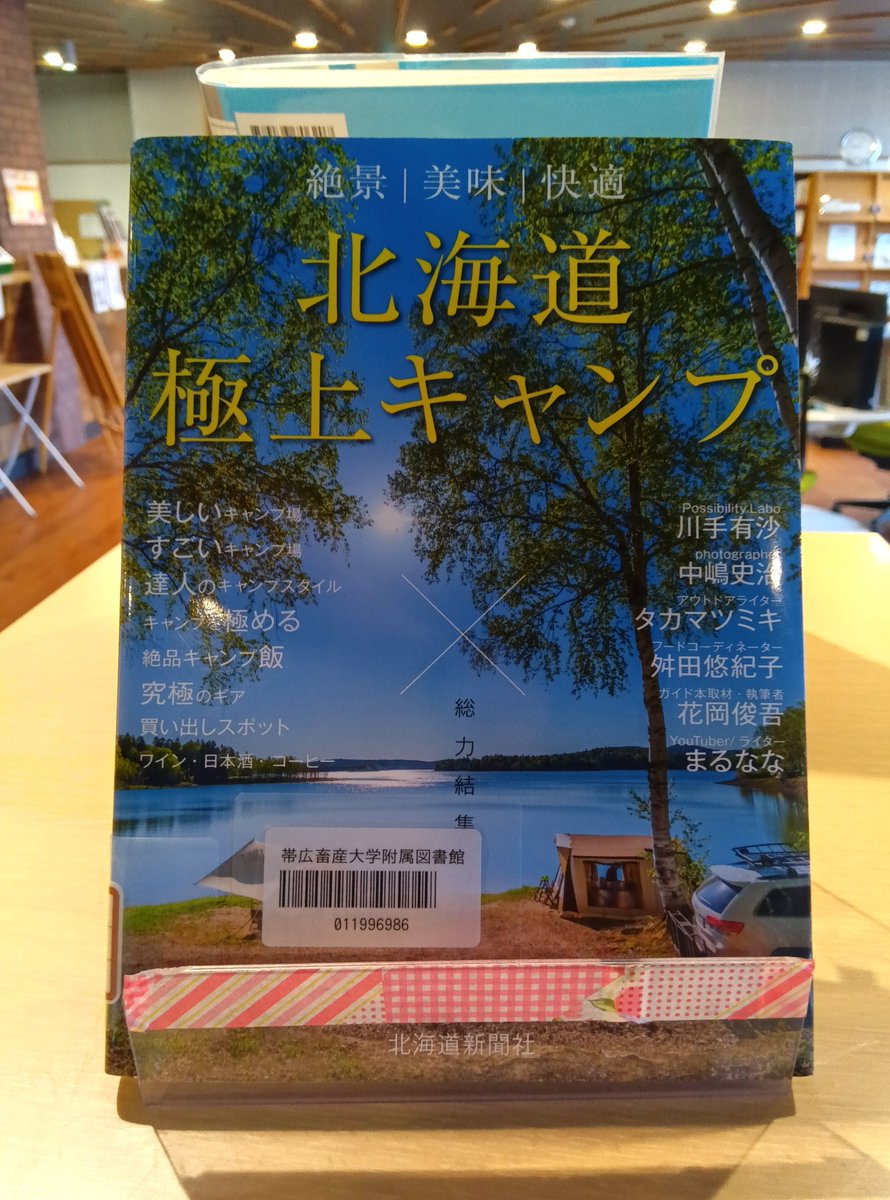 絶景|美味|快適
北海道
極上キャンプ
美しいキャンプ場
すごいキャンプ場
達人のキャンプスタイル
キャンプを極める
絶品キャンプ飯
究極のギア
買い出しスポット
ワイン・日本酒・コーヒー
Possibility.Labo
川手有沙
photographer
中嶋史治
アウトドアライター
タカマツミキ
フードコーディネーター
舛田悠紀子
ガイド本取材・執筆者
花岡俊吾
YouTuber/ライター
まるなな
総力結集
帯広畜産大学附属図書館
011996986
北海道新聞社